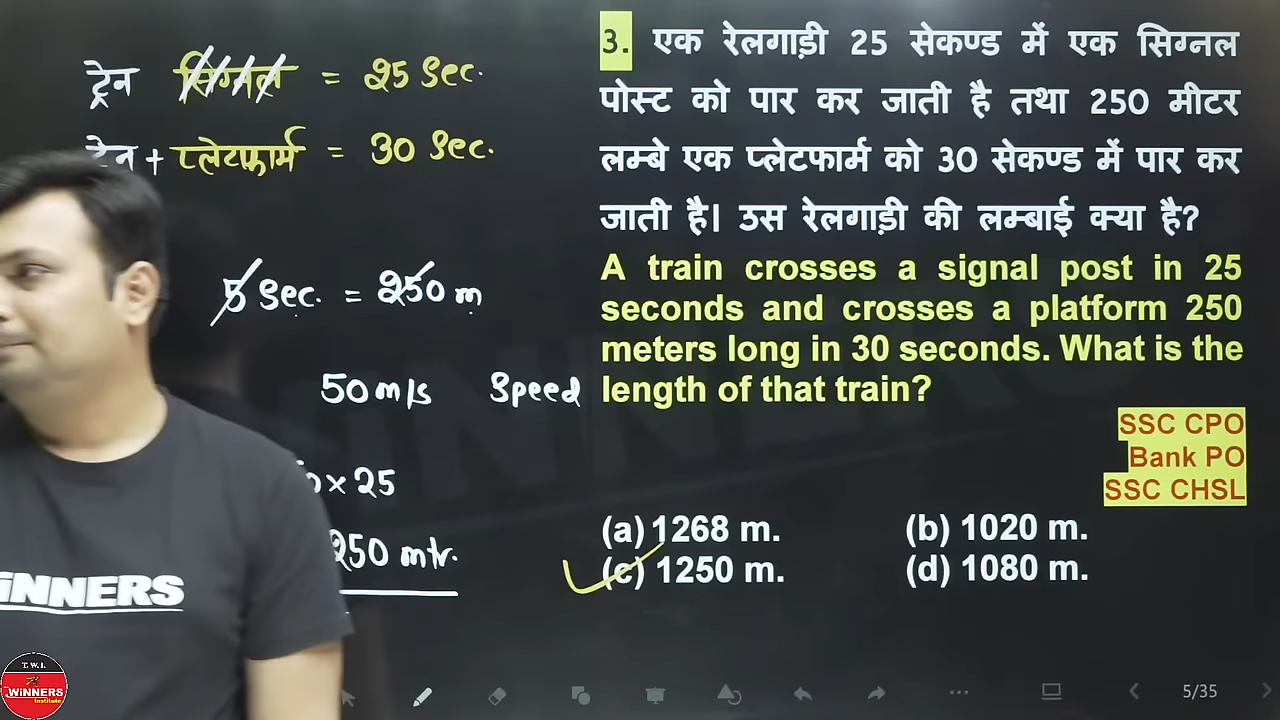 ट्रेन सिग्नल = 25 Sec.
ट्रेन + प्लेटफार्म = 30 Sec.
5 Sec. = 250 m
50 m/s Speed
× 25
250 mtr.
3. एक रेलगाड़ी 25 सेकण्ड में एक सिग्नल
पोस्ट को पार कर जाती है तथा 250 मीटर
लम्बे एक प्लेटफार्म को 30 सेकण्ड में पार कर
जाती है। उस रेलगाड़ी की लम्बाई क्या है?
A train crosses a signal post in 25
seconds and crosses a platform 250
meters long in 30 seconds. What is the
length of that train?
SSC CPO
Bank PO
SSC CHSL
(a) 1268 m. (b) 1020 m.
(c) 1250 m. (d) 1080 m.
WiNNERS
T.W.I.
WiNNERS
Institute
5/35